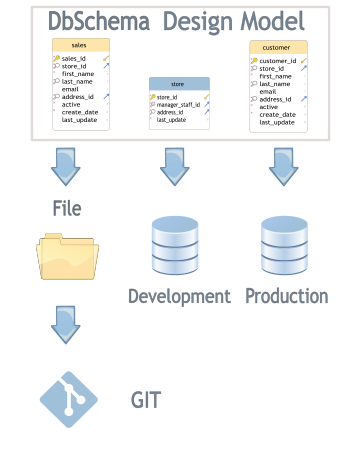 DbSchema Design Model
sales
sales_id
store_id
first_name
last_name
email
address_id
active
create_date
last_update
store
store_id
manager_staff_id
address_id
last_update
customer
customer_id
store_id
first_name
last_name
email
address_id
active
create_date
last_update
File
Development
Production
GIT